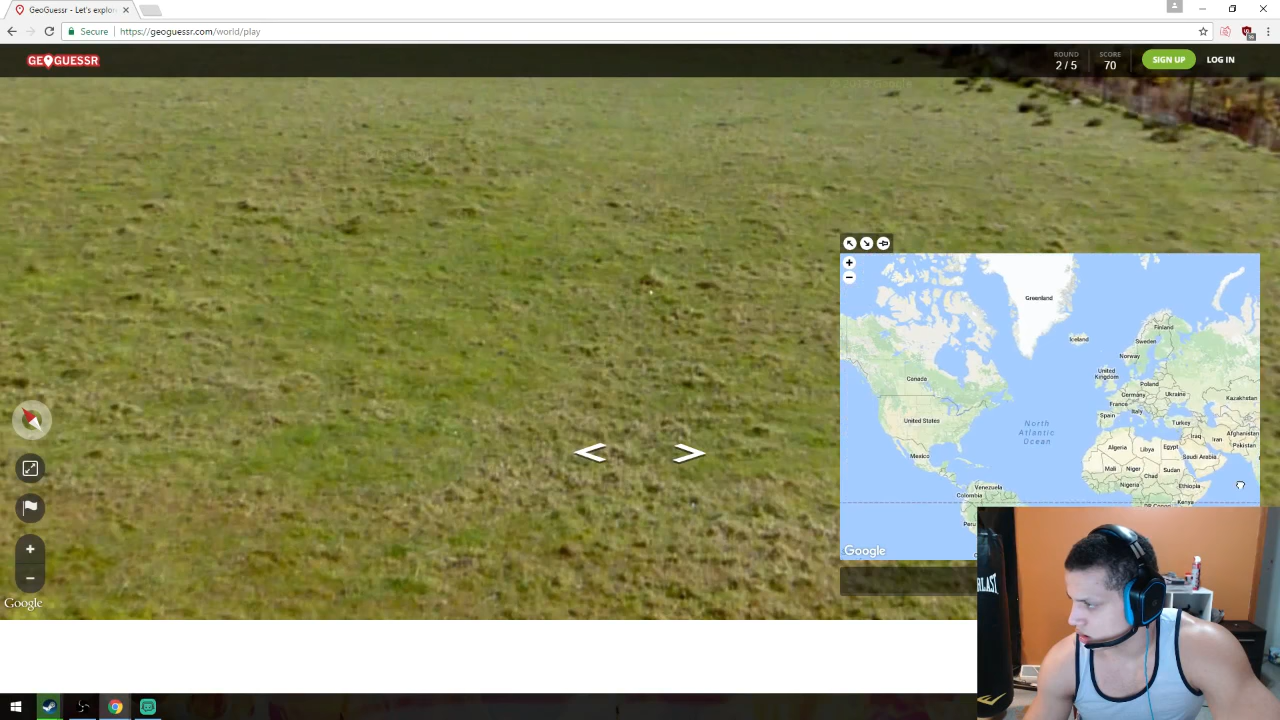 GeoGuessr - Let's explor
Secure
https://geoguessr.com/world/play
GEOGUESSR
ROUND
2 / 5
SCORE
70
SIGN UP
LOG IN
Greenland
Iceland
Finland
Sweden
Norway
United Kingdom
Poland
Germany
Ukraine
Kazakhstan
France
Italy
Spain
Turkey
Canada
United States
Mexico
North
Atlantic
Ocean
Algeria
Libya
Egypt
Iraq
Iran
Afghanistan
Pakistan
Saudi Arabia
Mali
Niger
Chad
Sudan
Nigeria
Ethiopia
Kenya
DR Congo
Venezuela
Colombia
Peru
Google
Google